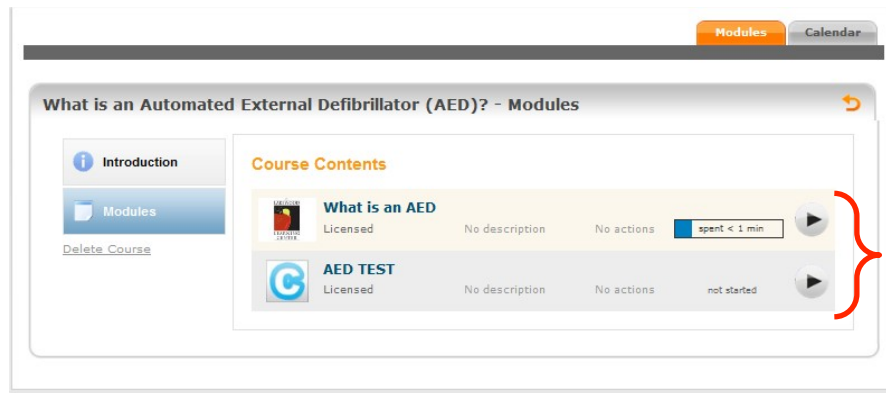 Modules Calendar
What is an Automated External Defibrillator (AED)? - Modules
Introduction
Modules
Delete Course
Course Contents
What is an AED
Licensed No description No actions spent < 1 min
AED TEST
Licensed No description No actions not started